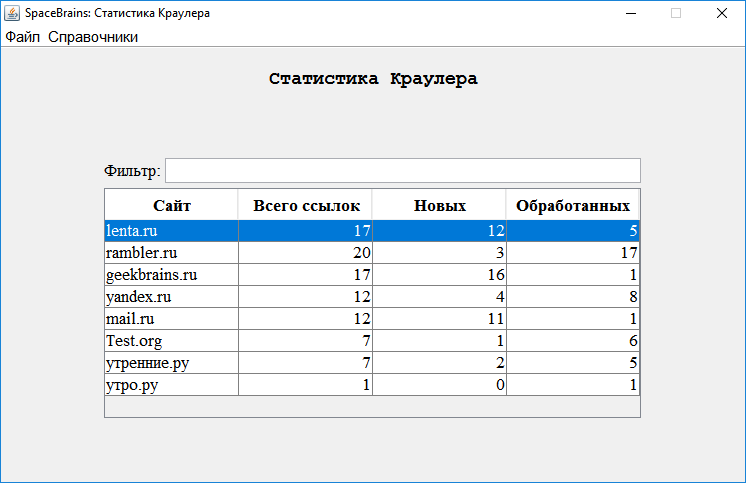 SpaceBrains: Статистика Краулера
Файл Справочники
Статистика Краулера
Фильтр:
Сайт Всего ссылок Новых Обработанных
lenta.ru 17 12 5
rambler.ru 20 3 17
geekbrains.ru 17 16 1
yandex.ru 12 4 8
mail.ru 12 11 1
Test.org 7 1 6
утренние.ру 7 2 5
утро.ру 1 0 1